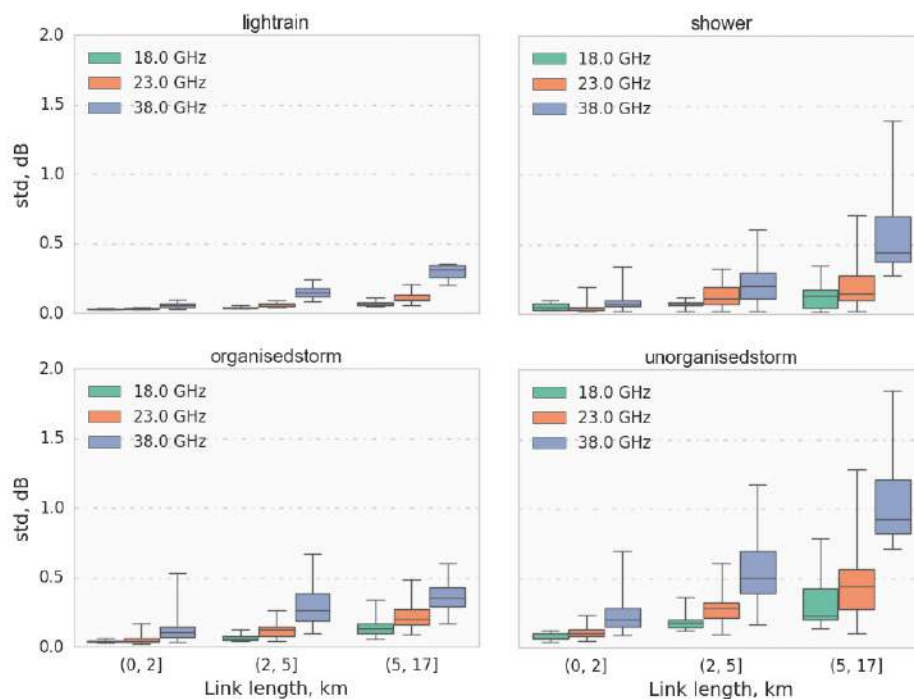 lightrain
shower
2.0
1.5
1.0
0.5
0.0
std, dB
18.0 GHz
23.0 GHz
38.0 GHz
18.0 GHz
23.0 GHz
38.0 GHz
organisedstorm
unorganisedstorm
2.0
1.5
1.0
0.5
0.0
std, dB
18.0 GHz
23.0 GHz
38.0 GHz
18.0 GHz
23.0 GHz
38.0 GHz
(0, 2] (2, 5] (5, 17]
(0, 2] (2, 5] (5, 17]
Link length, km
Link length, km